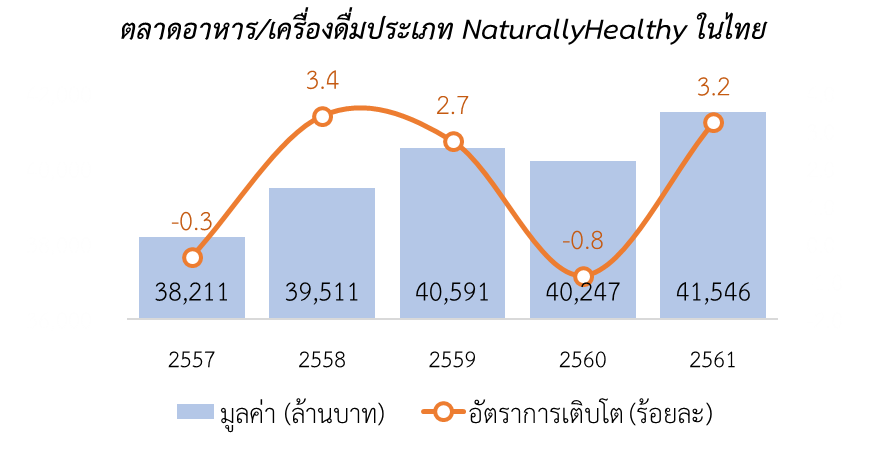 ตลาดอาหาร/เครื่องดื่มประเภท NaturallyHealthy ในไทย
3.4
3.2
2.7
-0.3
-0.8
38,211 39,511 40,591 40,247 41,546
2557 2558 2559 2560 2561
มูลค่า (ล้านบาท) อัตราการเติบโต (ร้อยละ)